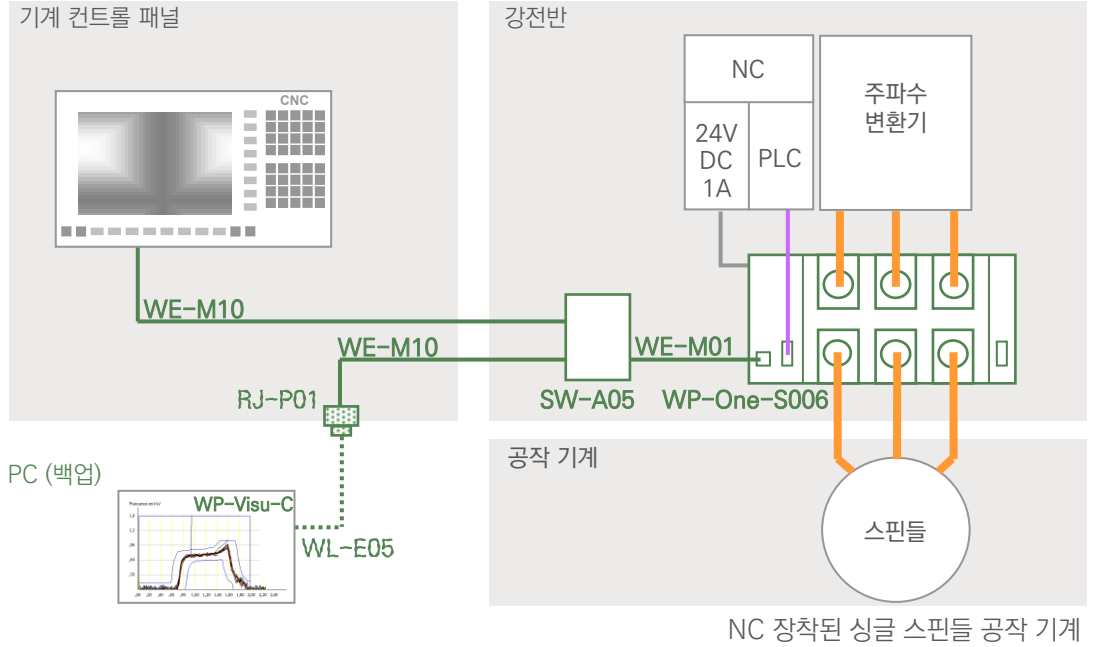 기계 컨트롤 패널
강전반
CNC
NC
24V
DC
1A
PLC
주파수
변환기
WE-M10
WE-M10
WE-M01
RJ-P01
SW-A05
WP-One-S006
공작 기계
PC (백업)
WP-Visu-C
Puissance en kW
WL-E05
스핀들
NC 장착된 싱글 스핀들 공작 기계